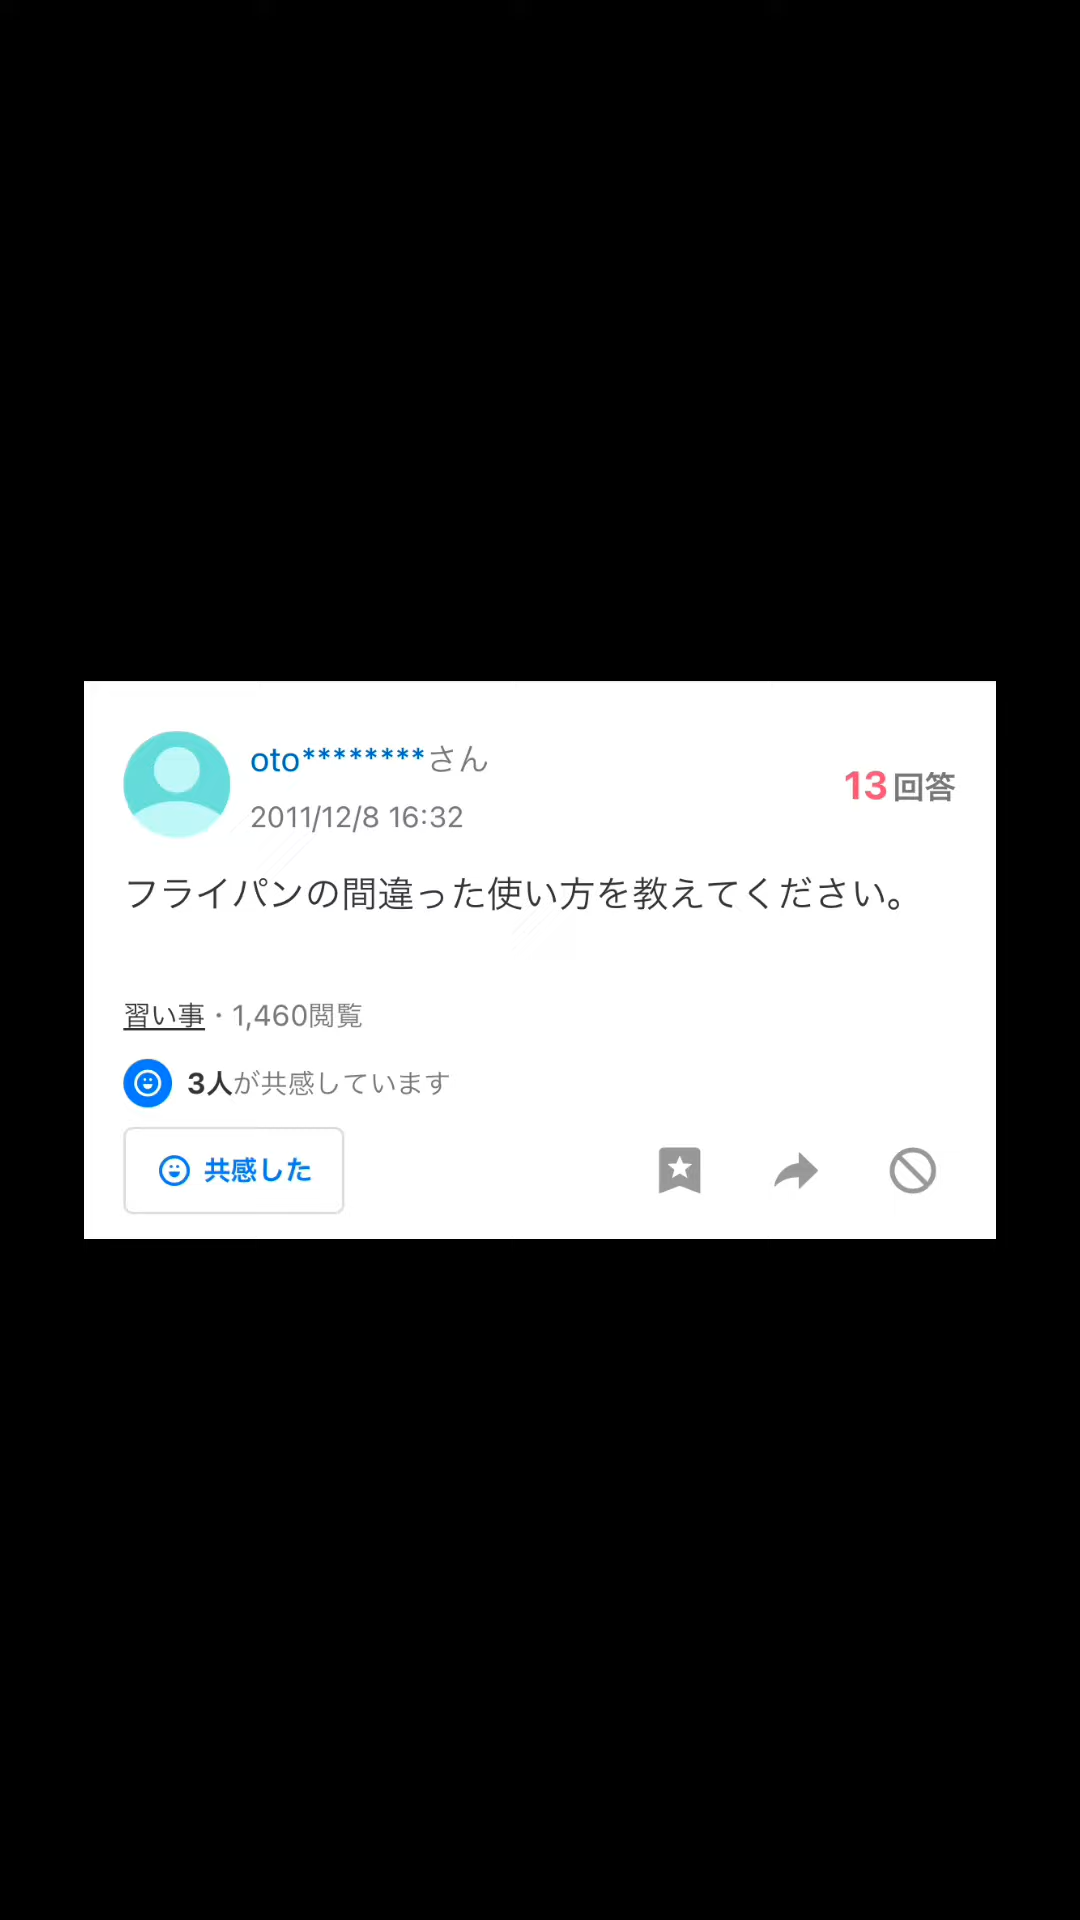 oto********さん
13回答
2011/12/8 16:32
フライパンの間違った使い方を教えてください。
習い事・1,460閲覧
3人が共感しています
共感した